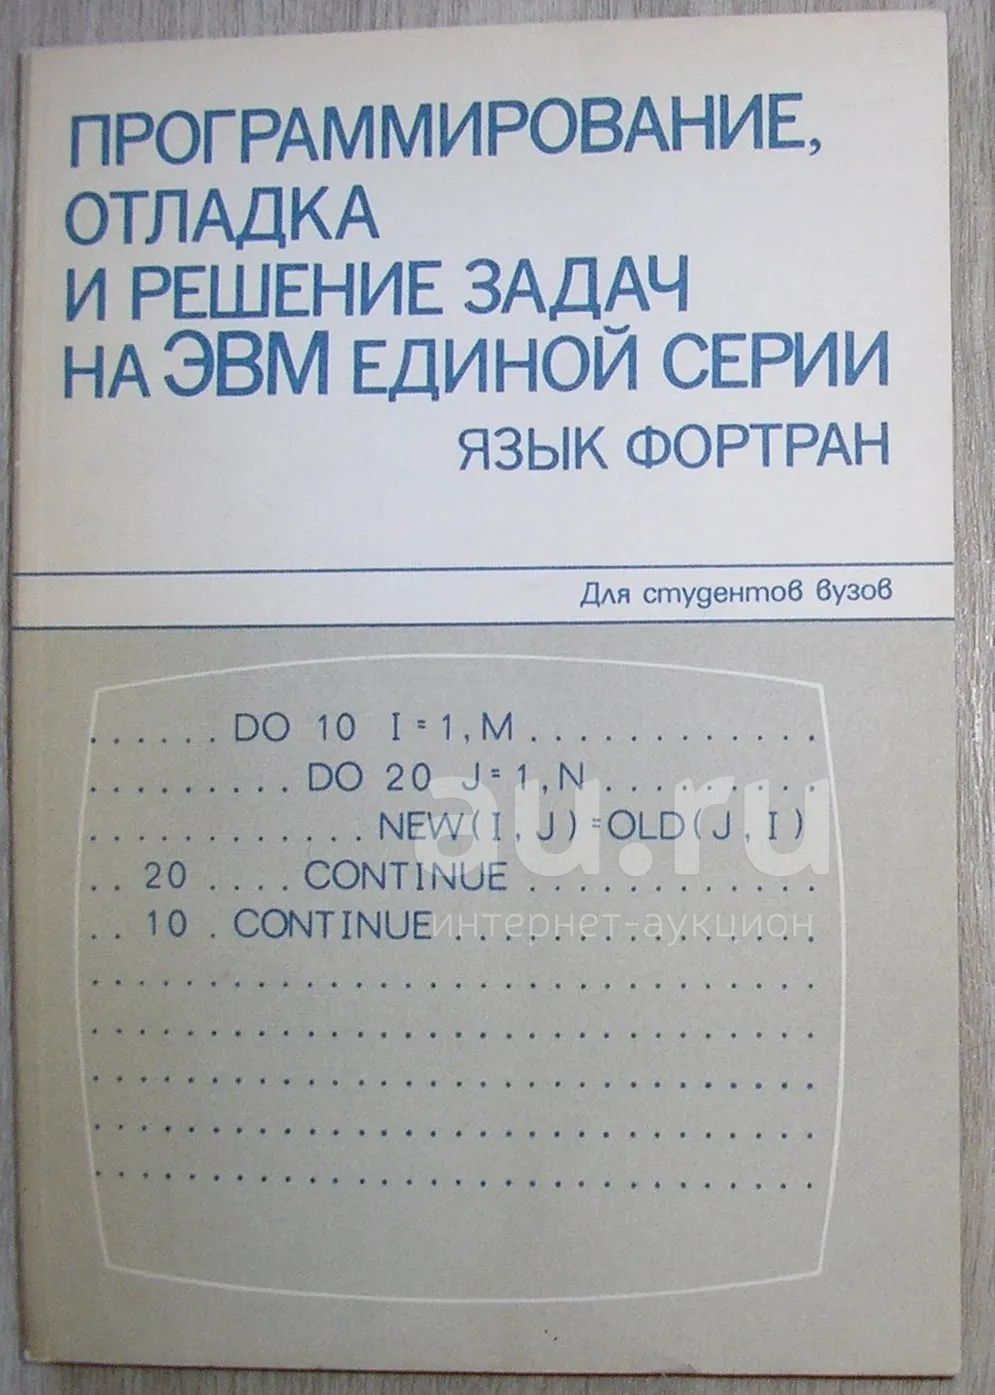 ПРОГРАММИРОВАНИЕ,
ОТЛАДКА
И РЕШЕНИЕ ЗАДАЧ
НА ЭВМ ЕДИНОЙ СЕРИИ
ЯЗЫК ФОРТРАН
Для студентов вузов
......DO 10 I=1,M............
.........DO 20 J=1,N.........
............NEW(I,J)=OLD(J,I)
..20....CONTINUE............
..10.CONTINUE...............
au.ru
интернет-аукцион